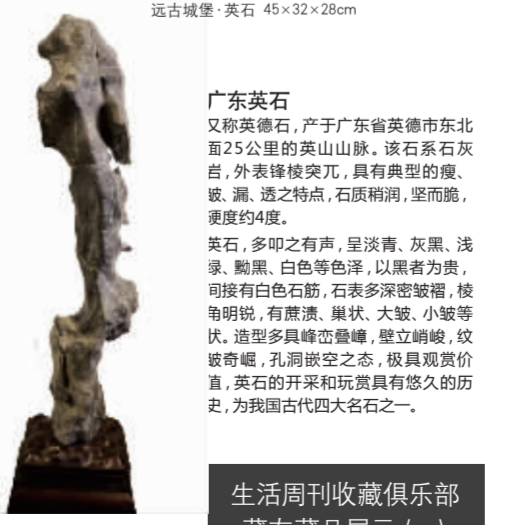 远古城堡·英石 45×32×28cm
广东英石
又称英德石,产于广东省英德市东北
面25公里的英山山脉。该石系石灰
岩,外表锋棱突兀,具有典型的瘦、
皱、漏、透之特点,石质稍润,坚而脆,
硬度约4度。
英石,多叩之有声,呈淡青、灰黑、浅
绿、黝黑、白色等色泽,以黑者为贵,
间接有白色石筋,石表多深密皱褶,棱
角明锐,有蔗渣、巢状、大皱、小皱等
状。造型多具峰峦叠嶂,壁立峭峻,纹
皱奇崛,孔洞嵌空之态,极具观赏价
值,英石的开采和玩赏具有悠久的历
史,为我国古代四大名石之一。
生活周刊收藏俱乐部